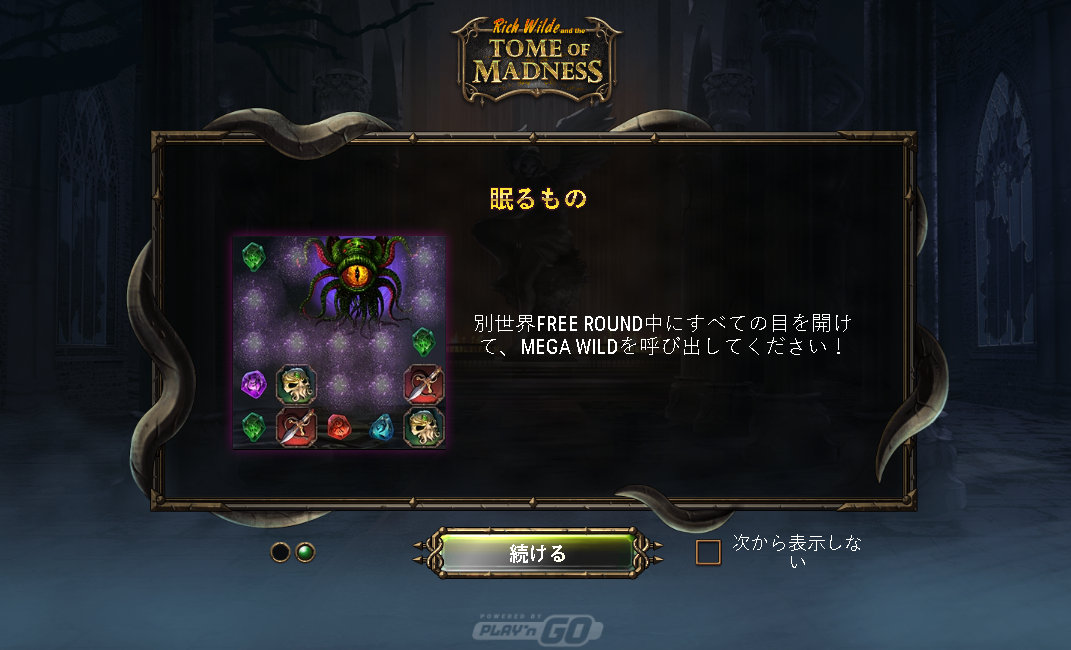 Rich Wilde and the
TOME OF
MADNESS
眠るもの
別世界FREE ROUND中にすべての目を開け
て、MEGA WILDを呼び出してください！
続ける
次から表示しな
い
POWERED BY
PLAY'n GO